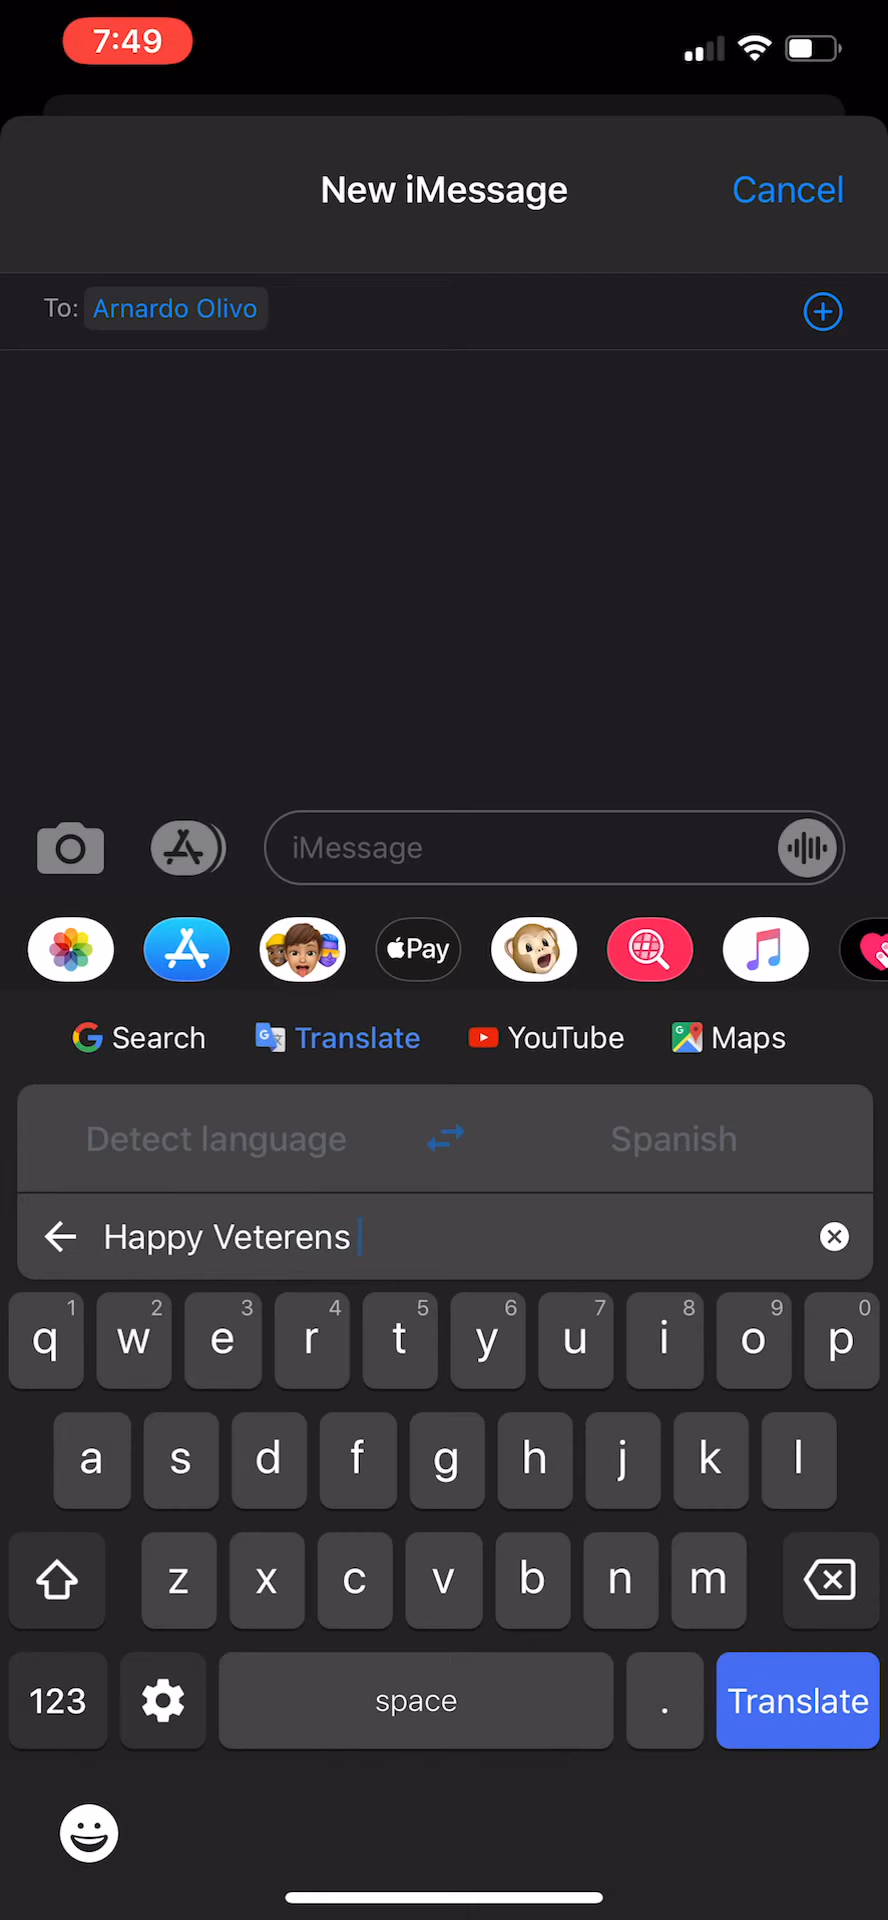 7:49
New iMessage
Cancel
To: Arnardo Olivo
iMessage
Pay
Search
Translate
YouTube
Maps
Detect language
Spanish
Happy Veterens
q 1 w 2 e 3 r 4 t 5 y 6 u 7 i 8 o 9 p 0
a s d f g h j k l
z x c v b n m
123 space . Translate